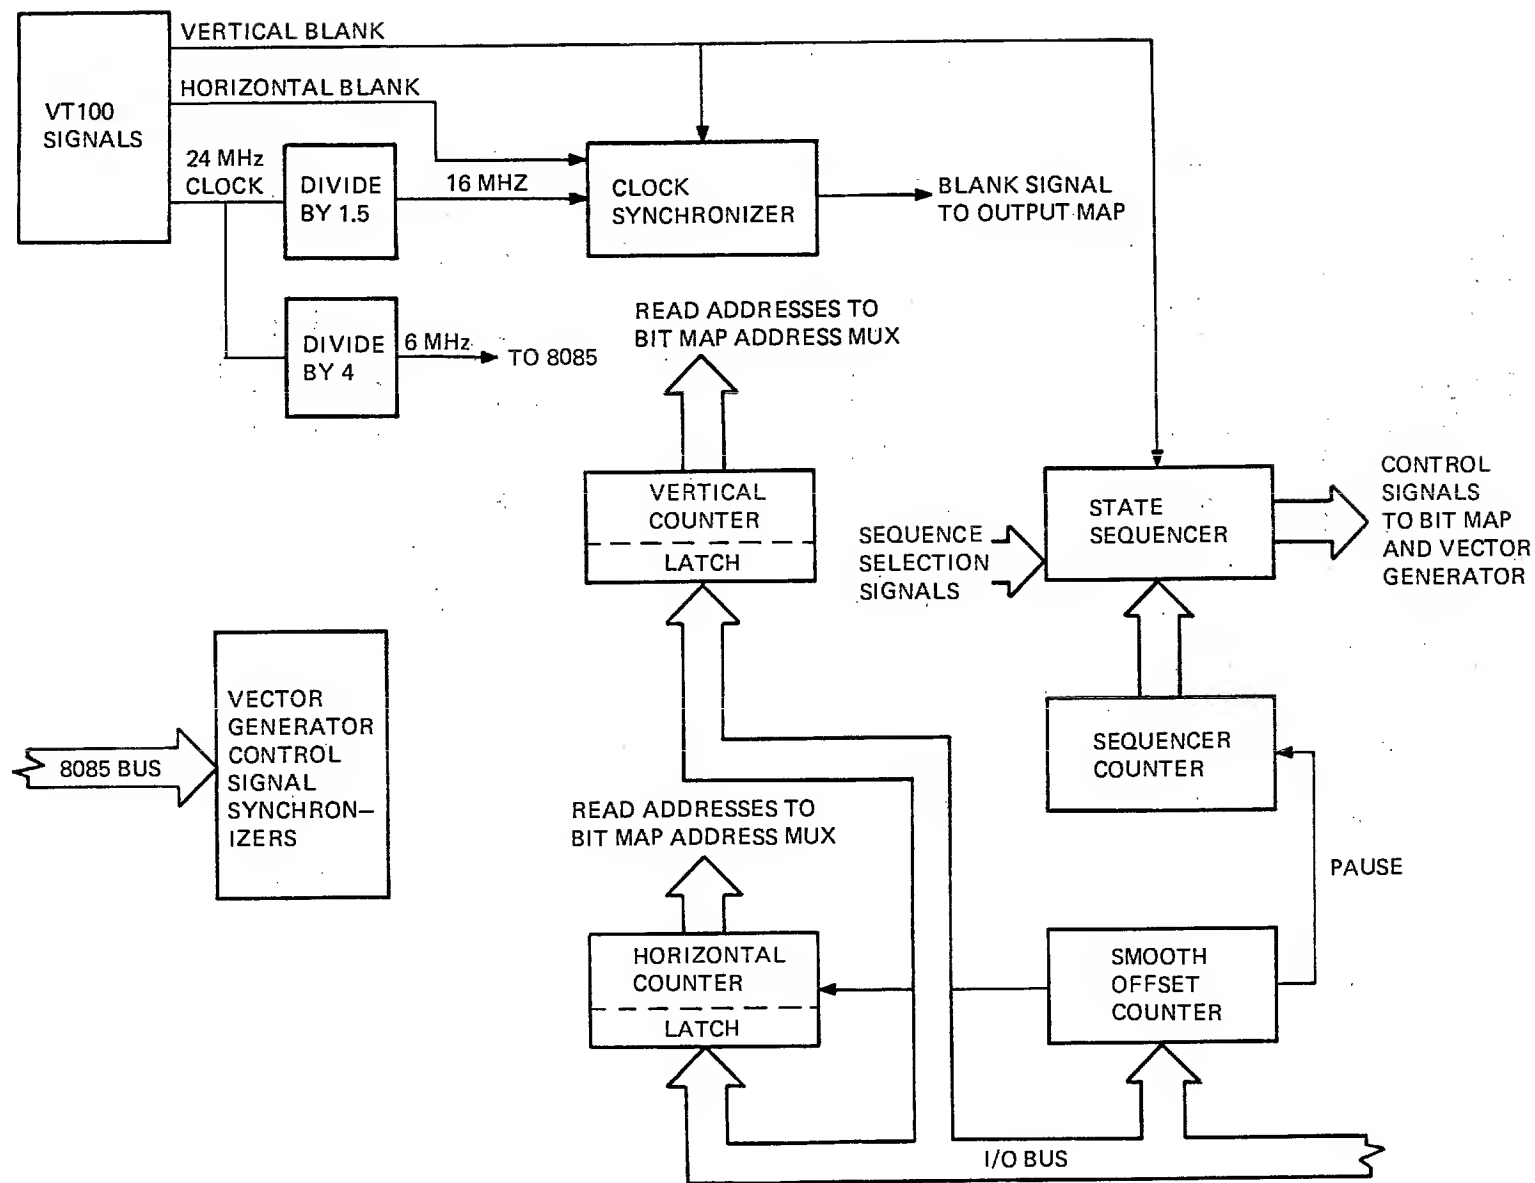 VERTICAL BLANK
HORIZONTAL BLANK
VT100
SIGNALS
24 MHz
CLOCK
DIVIDE
BY 1.5
16 MHZ
CLOCK
SYNCHRONIZER
BLANK SIGNAL
TO OUTPUT MAP
DIVIDE
BY 4
6 MHz
TO 8085
READ ADDRESSES TO
BIT MAP ADDRESS MUX
VERTICAL
COUNTER
LATCH
SEQUENCE
SELECTION
SIGNALS
STATE
SEQUENCER
CONTROL
SIGNALS
TO BIT MAP
AND VECTOR
GENERATOR
8085 BUS
VECTOR
GENERATOR
CONTROL
SIGNAL
SYNCHRON-
IZERS
SEQUENCER
COUNTER
READ ADDRESSES TO
BIT MAP ADDRESS MUX
PAUSE
HORIZONTAL
COUNTER
LATCH
SMOOTH
OFFSET
COUNTER
I/O BUS